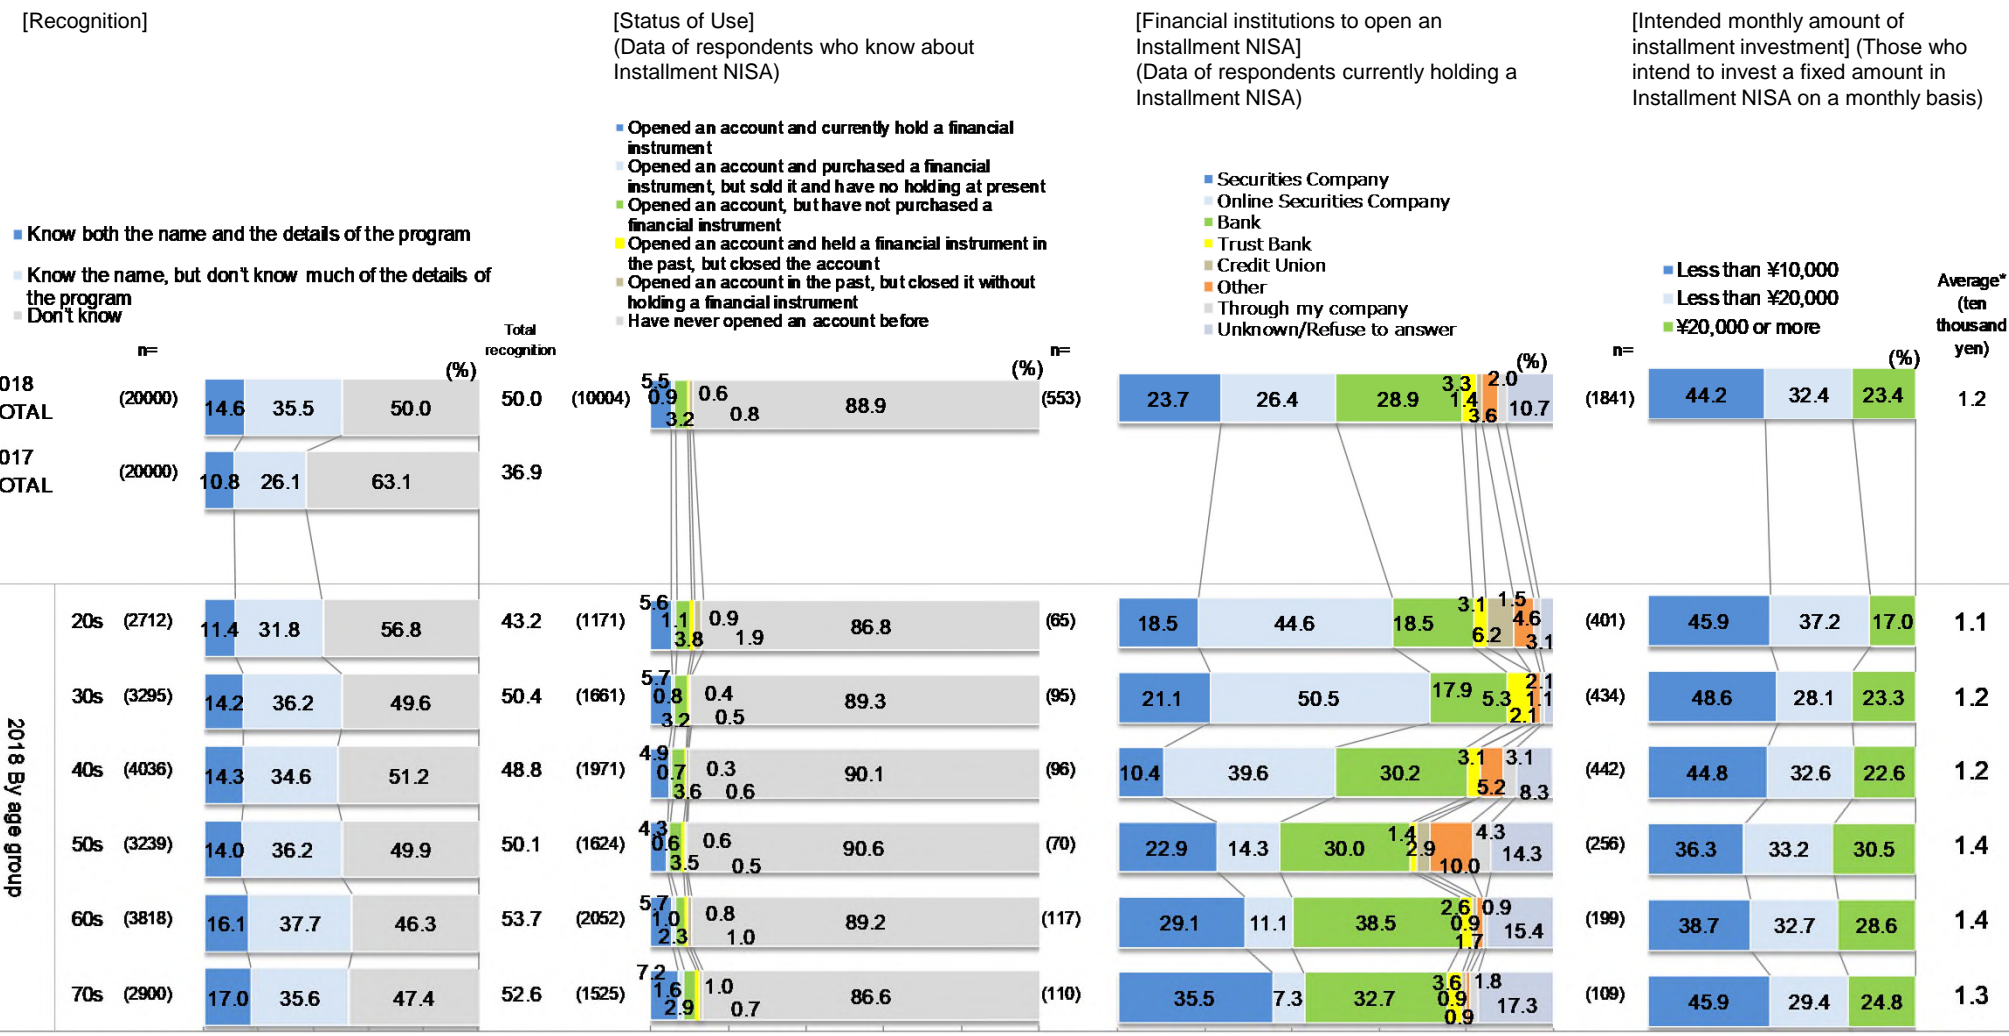 [Recognition]
[Status of Use]
(Data of respondents who know about
Installment NISA)
[Financial institutions to open an
Installment NISA]
(Data of respondents currently holding a
Installment NISA)
[Intended monthly amount of
installment investment] (Those who
intend to invest a fixed amount in
Installment NISA on a monthly basis)
Know both the name and the details of the program
Know the name, but don't know much of the details of
the program
Don't know
Opened an account and currently hold a financial
instrument
Opened an account and purchased a financial
instrument, but sold it and have no holding at present
Opened an account, but have not purchased a
financial instrument
Opened an account and held a financial instrument in
the past, but closed the account
Opened an account in the past, but closed it without
holding a financial instrument
Have never opened an account before
Securities Company
Online Securities Company
Bank
Trust Bank
Credit Union
Other
Through my company
Unknown/Refuse to answer
Less than ¥10,000
Less than ¥20,000
¥20,000 or more
Average*
(ten
thousand
yen)
n=
(%)
Total
recognition
(%)
n=
(%)
n=
(%)
018
OTAL
(20000) 14.6 35.5 50.0 50.0 (10004) 5.5 0.9 3.2 0.6 0.8 88.9 (553) 23.7 26.4 28.9 3.3 1.4 3.6 2.0 10.7 (1841) 44.2 32.4 23.4 1.2
017
OTAL
(20000) 10.8 26.1 63.1 36.9
2018 By age group
20s (2712) 11.4 31.8 56.8 43.2 (1171) 5.6 1.1 3.8 0.9 1.9 86.8 (65) 18.5 44.6 18.5 3.1 6.2 1.5 4.6 3.1 (401) 45.9 37.2 17.0 1.1
30s (3295) 14.2 36.2 49.6 50.4 (1661) 5.7 0.8 3.2 0.4 0.5 89.3 (95) 21.1 50.5 17.9 5.3 2.1 2.1 1.1 (434) 48.6 28.1 23.3 1.2
40s (4036) 14.3 34.6 51.2 48.8 (1971) 4.9 0.7 3.6 0.3 0.6 90.1 (96) 10.4 39.6 30.2 3.1 5.2 3.1 8.3 (442) 44.8 32.6 22.6 1.2
50s (3239) 14.0 36.2 49.9 50.1 (1624) 4.3 0.6 3.5 0.6 0.5 90.6 (70) 22.9 14.3 30.0 1.4 2.9 10.0 4.3 14.3 (256) 36.3 33.2 30.5 1.4
60s (3818) 16.1 37.7 46.3 53.7 (2052) 5.7 1.0 2.3 0.8 1.0 89.2 (117) 29.1 11.1 38.5 2.6 0.9 1.7 0.9 15.4 (199) 38.7 32.7 28.6 1.4
70s (2900) 17.0 35.6 47.4 52.6 (1525) 7.2 1.6 2.9 1.0 0.7 86.6 (110) 35.5 7.3 32.7 3.6 0.9 0.9 1.8 17.3 (109) 45.9 29.4 24.8 1.3